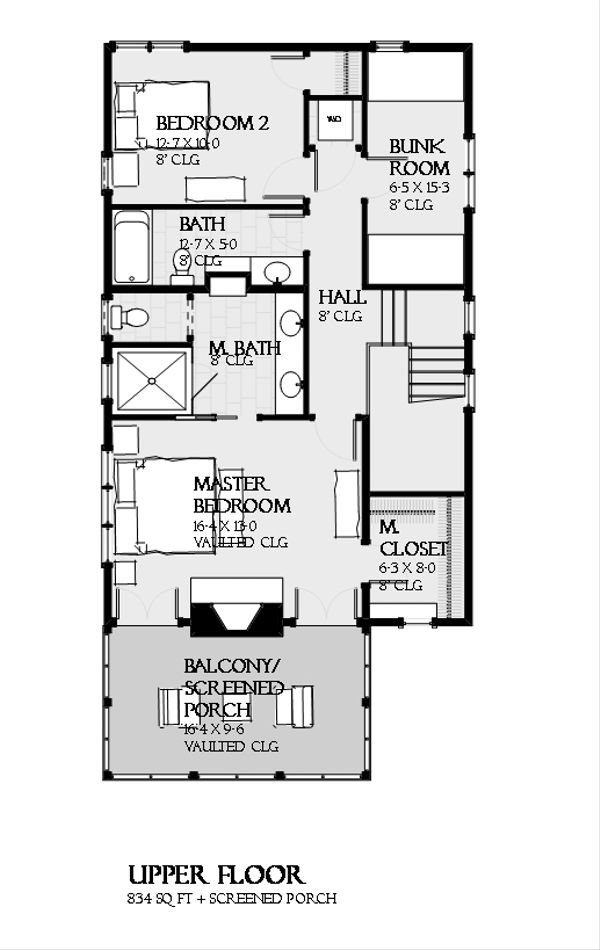 BEDROOM 2
12-7 X 10-0
8' CLG
W/D
BUNK
ROOM
6-5 X 15-3
8' CLG
BATH
12-7 X 5-0
8' CLG
HALL
8' CLG
M. BATH
8' CLG
MASTER
BEDROOM
16-4 X 13-0
VAULTED CLG
M.
CLOSET
6-3 X 8-0
8' CLG
BALCONY/
SCREENED
PORCH
16-4 X 9-6
VAULTED CLG
UPPER FLOOR
834 SQ FT + SCREENED PORCH